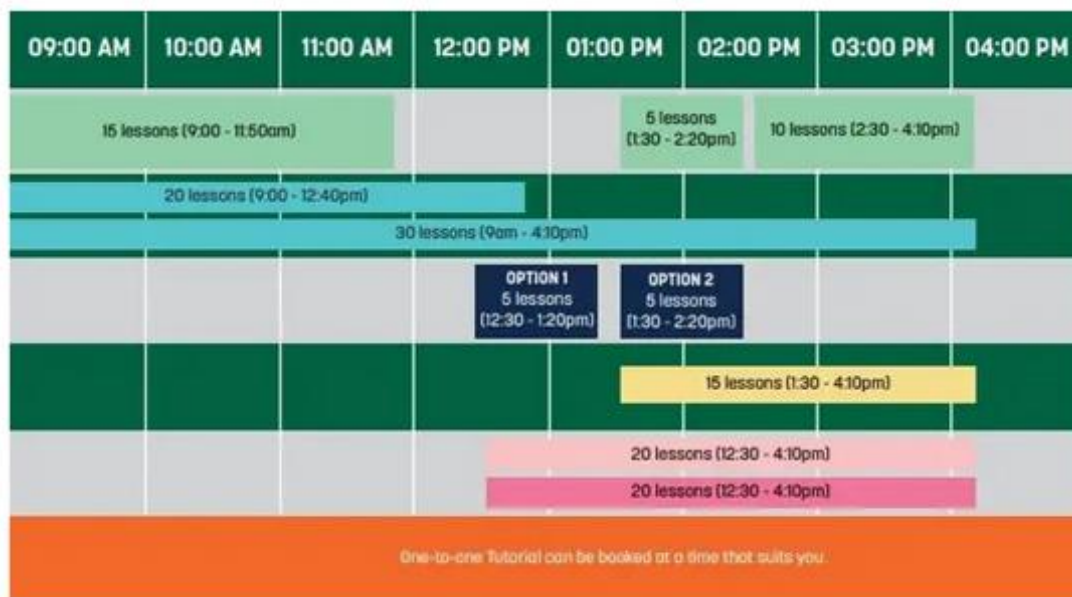 09:00 AM 10:00 AM 11:00 AM 12:00 PM 01:00 PM 02:00 PM 03:00 PM 04:00 PM
15 lessons (9:00 - 11:50am)
5 lessons
(1:30 - 2:20pm)
10 lessons (2:30 - 4:10pm)
20 lessons (9:00 - 12:40pm)
30 lessons (9am - 4:10pm)
OPTION 1
5 lessons
(12:30 - 1:20pm)
OPTION 2
5 lessons
(1:30 - 2:20pm)
15 lessons (1:30 - 4:10pm)
20 lessons (12:30 - 4:10pm)
20 lessons (12:30 - 4:10pm)
One-to-one Tutorial can be booked at a time that suits you.